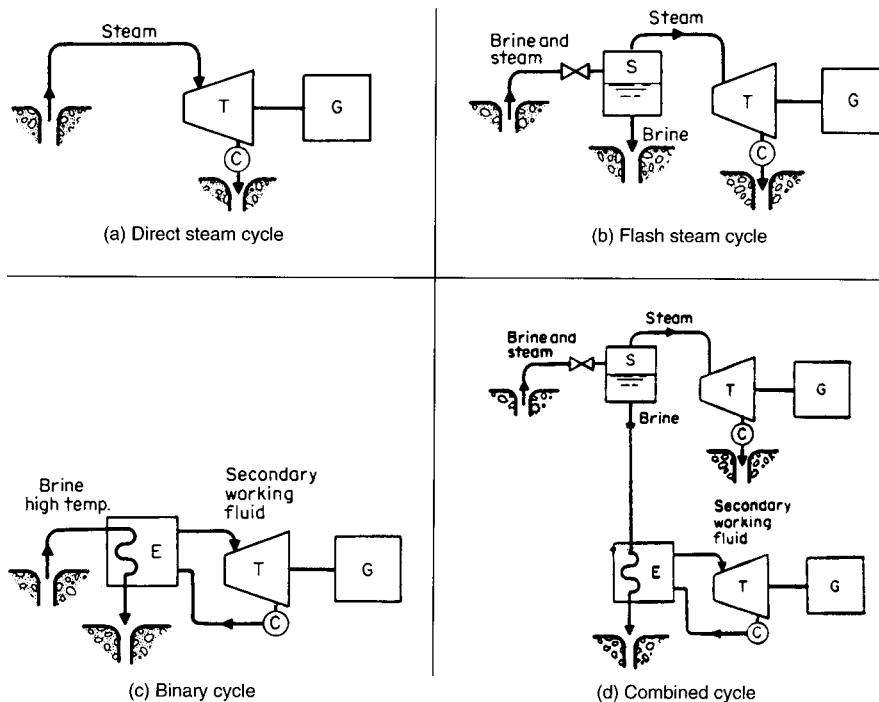 Steam
T
G
C
(a) Direct steam cycle
Brine and
steam
S
Steam
Brine
T
G
C
(b) Flash steam cycle
Brine
high temp.
E
Secondary
working
fluid
T
G
C
(c) Binary cycle
Brine and
steam
S
Steam
Brine
T
G
C
Secondary
working
fluid
E
T
G
C
(d) Combined cycle